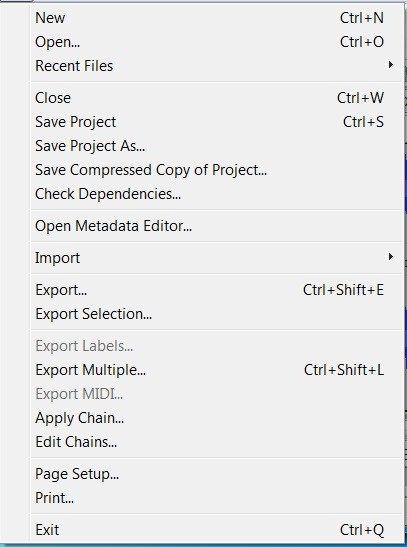 New Ctrl+N
Open... Ctrl+O
Recent Files
Close Ctrl+W
Save Project Ctrl+S
Save Project As...
Save Compressed Copy of Project...
Check Dependencies...
Open Metadata Editor...
Import
Export... Ctrl+Shift+E
Export Selection...
Export Labels...
Export Multiple... Ctrl+Shift+L
Export MIDI...
Apply Chain...
Edit Chains...
Page Setup...
Print...
Exit Ctrl+Q